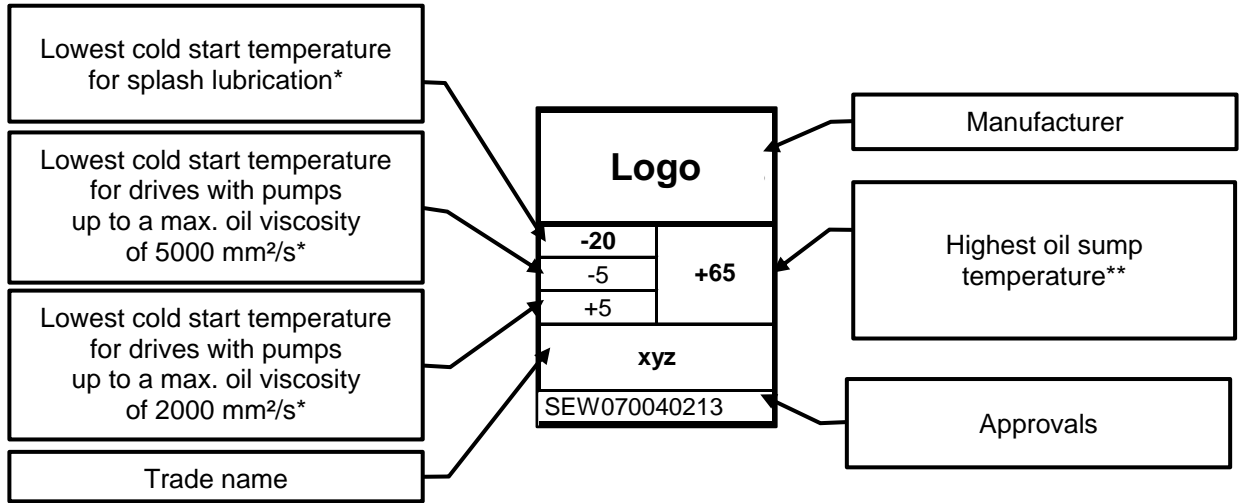 Lowest cold start temperature
for splash lubrication*
Lowest cold start temperature
for drives with pumps
up to a max. oil viscosity
of 5000 mm²/s*
Lowest cold start temperature
for drives with pumps
up to a max. oil viscosity
of 2000 mm²/s*
Trade name
Logo
-20
-5
+5
+65
xyz
SEW070040213
Manufacturer
Highest oil sump
temperature**
Approvals